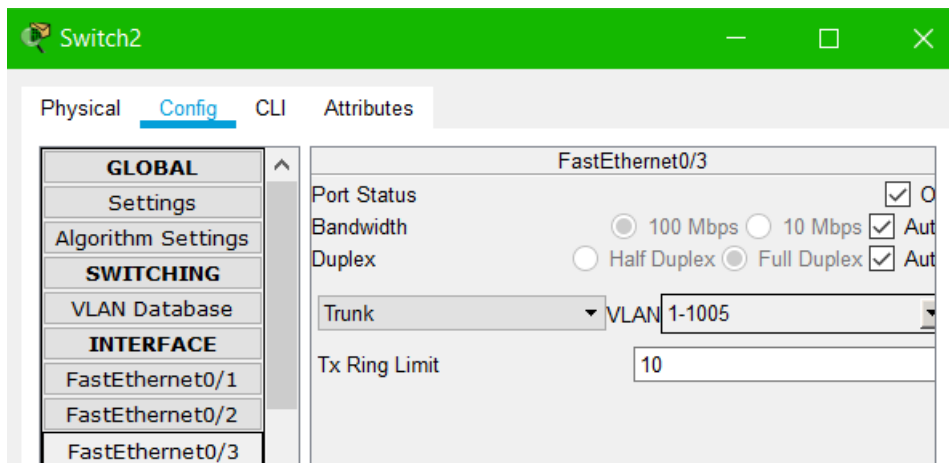 Switch2
Physical Config CLI Attributes
GLOBAL
Settings
Algorithm Settings
SWITCHING
VLAN Database
INTERFACE
FastEthernet0/1
FastEthernet0/2
FastEthernet0/3
FastEthernet0/3
Port Status O
Bandwidth 100 Mbps 10 Mbps Aut
Duplex Half Duplex Full Duplex Aut
Trunk VLAN 1-1005
Tx Ring Limit 10